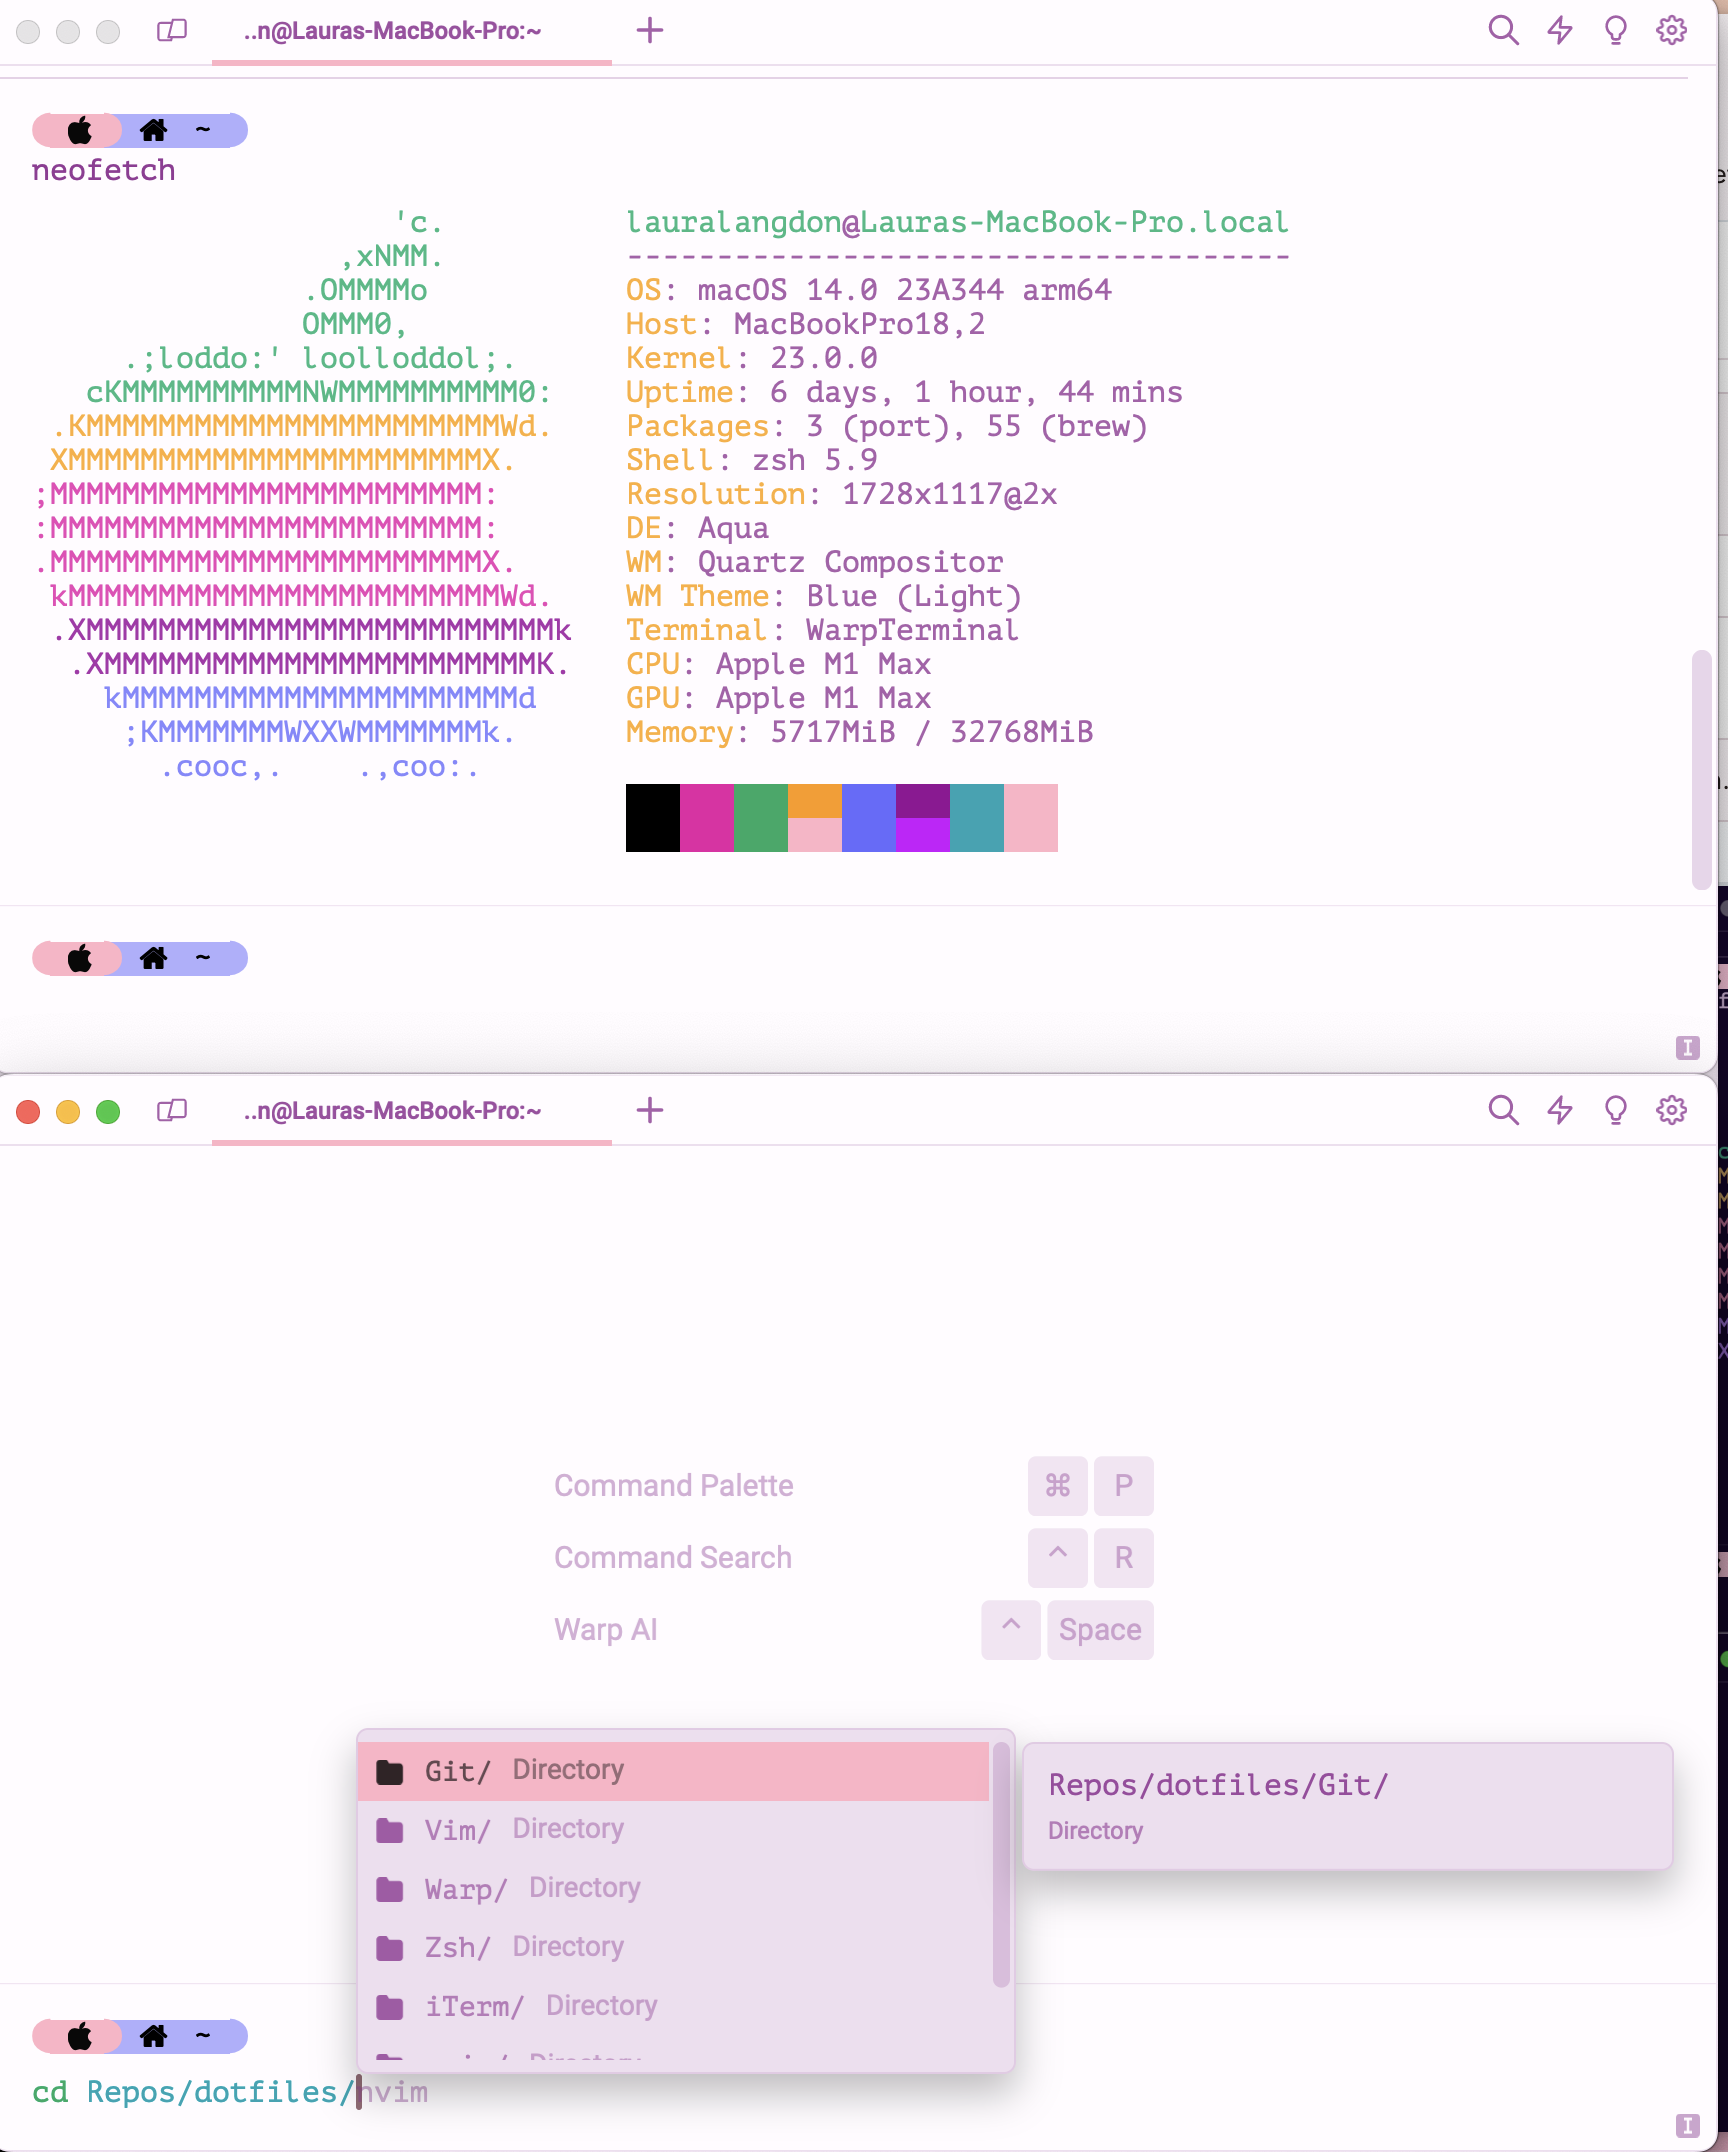 ..n@Lauras-MacBook-Pro:~
~
neofetch
'c.
,xNMM.
.OMMMMo
OMMM0,
.;loddo:' loolloddol;.
cKMMMMMMMMMMNWMMMMMMMMMM0:
.KMMMMMMMMMMMMMMMMMMMMMMMWd.
XMMMMMMMMMMMMMMMMMMMMMMMX.
;MMMMMMMMMMMMMMMMMMMMMMMM:
:MMMMMMMMMMMMMMMMMMMMMMMM:
.MMMMMMMMMMMMMMMMMMMMMMMMX.
kMMMMMMMMMMMMMMMMMMMMMMMMWd.
.XMMMMMMMMMMMMMMMMMMMMMMMMMMk
.XMMMMMMMMMMMMMMMMMMMMMMMMK.
kMMMMMMMMMMMMMMMMMMMMMMd
;KMMMMMMMWXXWMMMMMMMk.
.cooc,.    .,coo:.
lauralangdon@Lauras-MacBook-Pro.local
-------------------------------------
OS: macOS 14.0 23A344 arm64
Host: MacBookPro18,2
Kernel: 23.0.0
Uptime: 6 days, 1 hour, 44 mins
Packages: 3 (port), 55 (brew)
Shell: zsh 5.9
Resolution: 1728x1117@2x
DE: Aqua
WM: Quartz Compositor
WM Theme: Blue (Light)
Terminal: WarpTerminal
CPU: Apple M1 Max
GPU: Apple M1 Max
Memory: 5717MiB / 32768MiB
~
..n@Lauras-MacBook-Pro:~
Command Palette ⌘ P
Command Search ^ R
Warp AI ^ Space
Git/ Directory
Vim/ Directory
Warp/ Directory
Zsh/ Directory
iTerm/ Directory
Directory
Repos/dotfiles/Git/
Directory
~
cd Repos/dotfiles/nvim